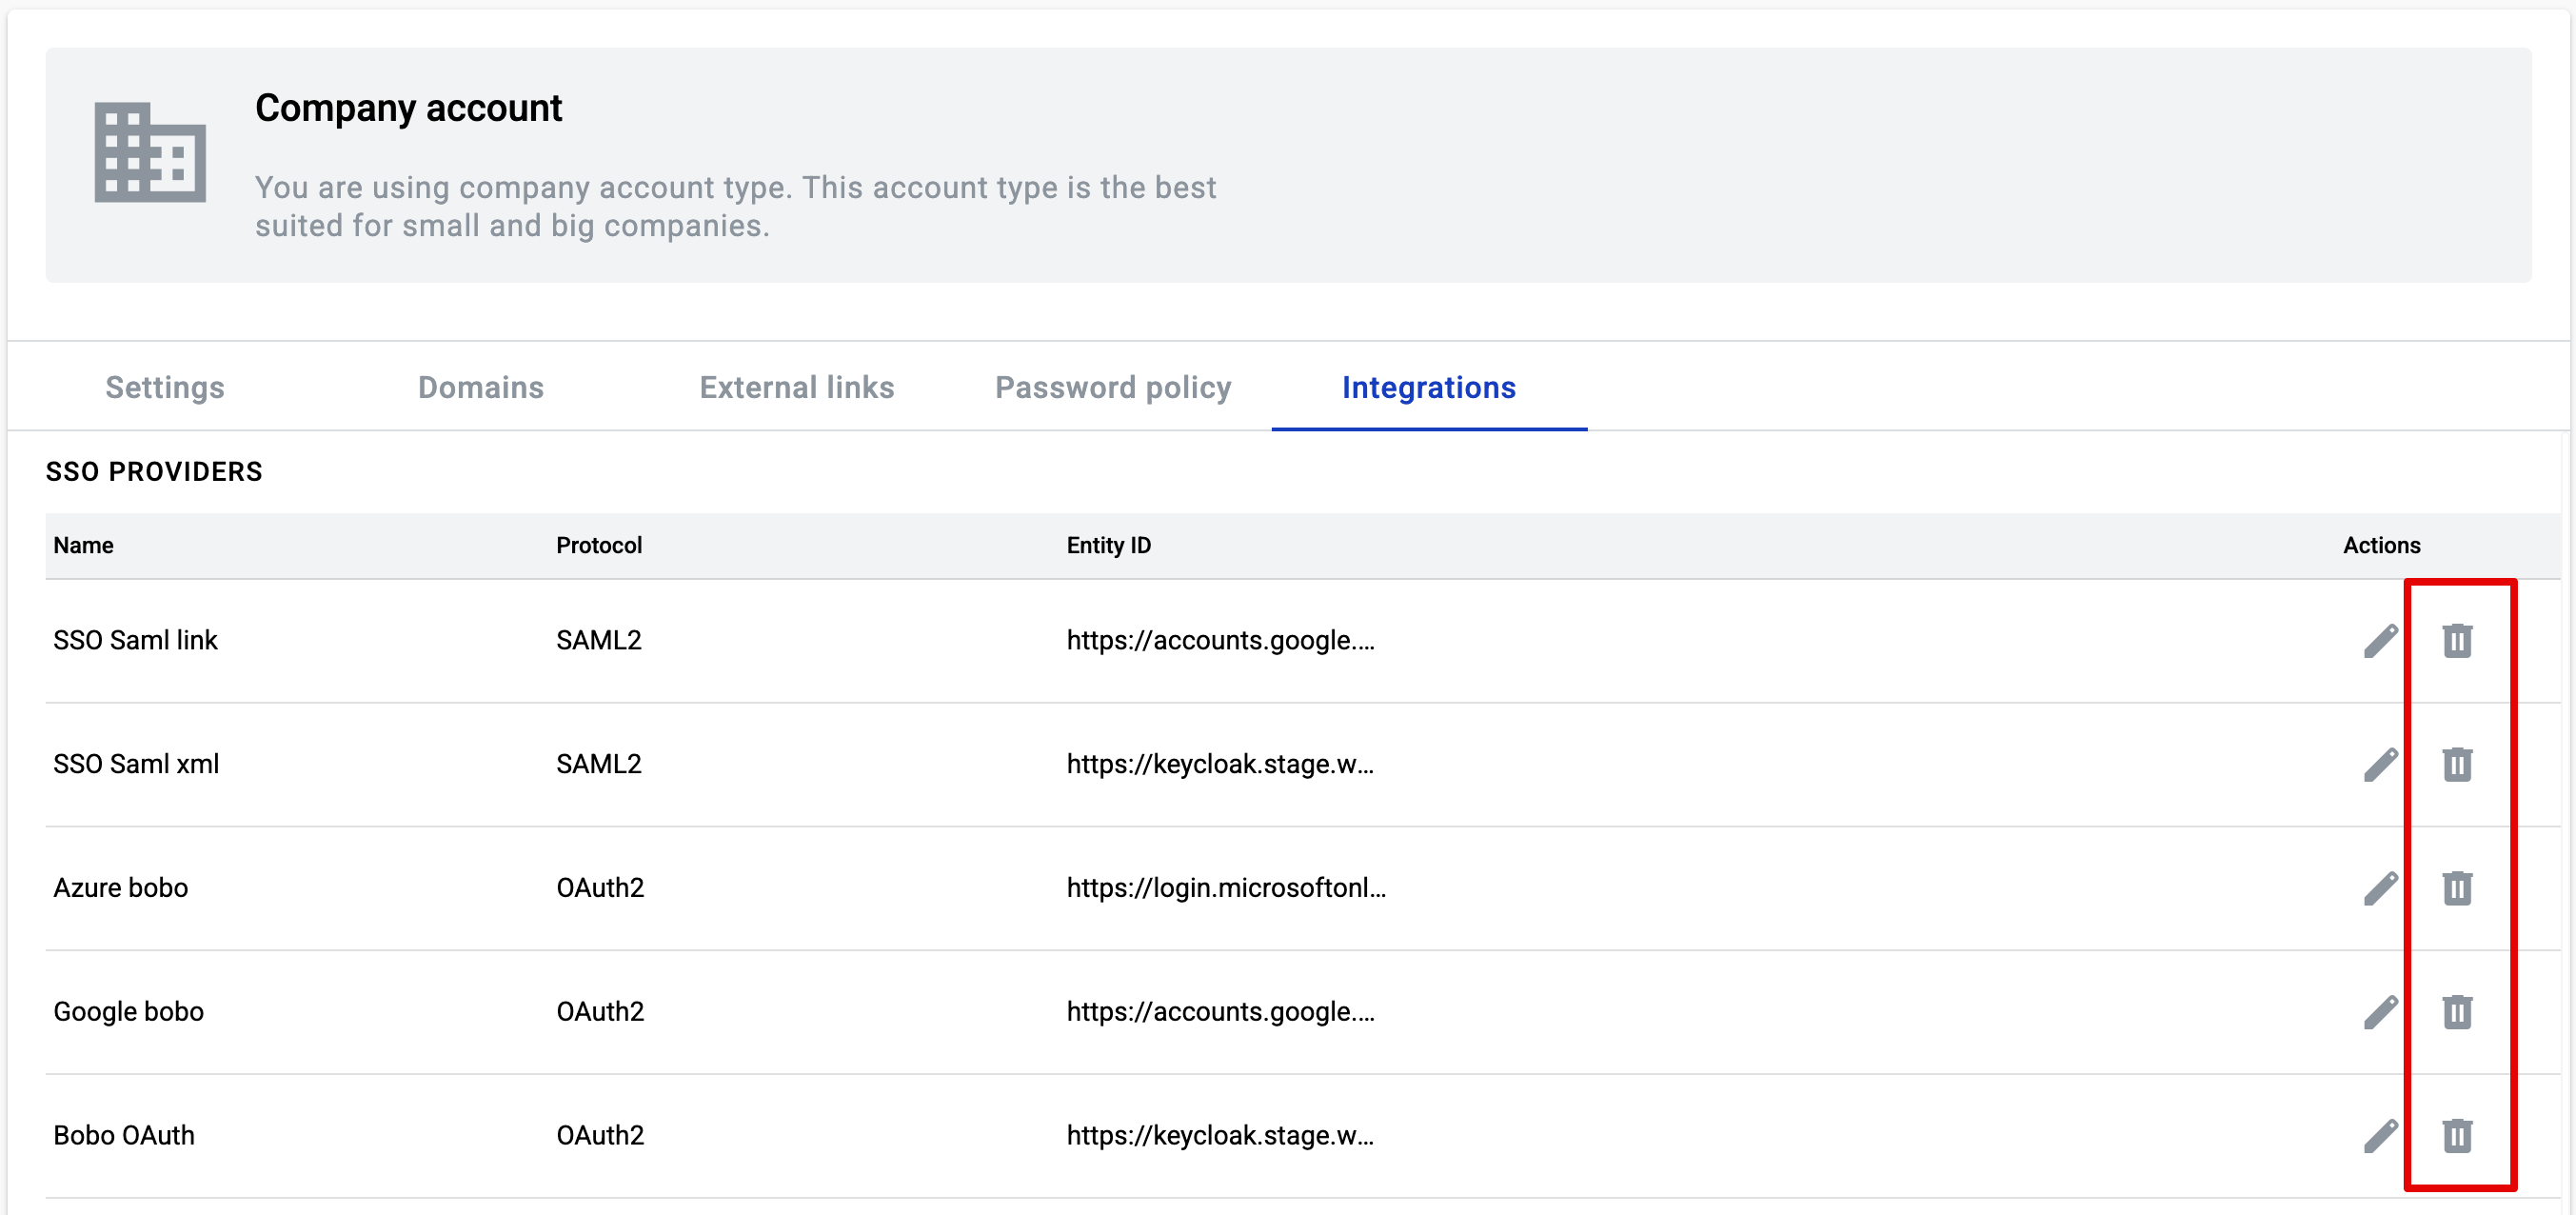 Company account
You are using company account type. This account type is the best
suited for small and big companies.
Settings Domains External links Password policy Integrations
SSO PROVIDERS
Name Protocol Entity ID Actions
SSO Saml link SAML2 https://accounts.google....
SSO Saml xml SAML2 https://keycloak.stage.w...
Azure bobo OAuth2 https://login.microsoftonl...
Google bobo OAuth2 https://accounts.google....
Bobo OAuth OAuth2 https://keycloak.stage.w...